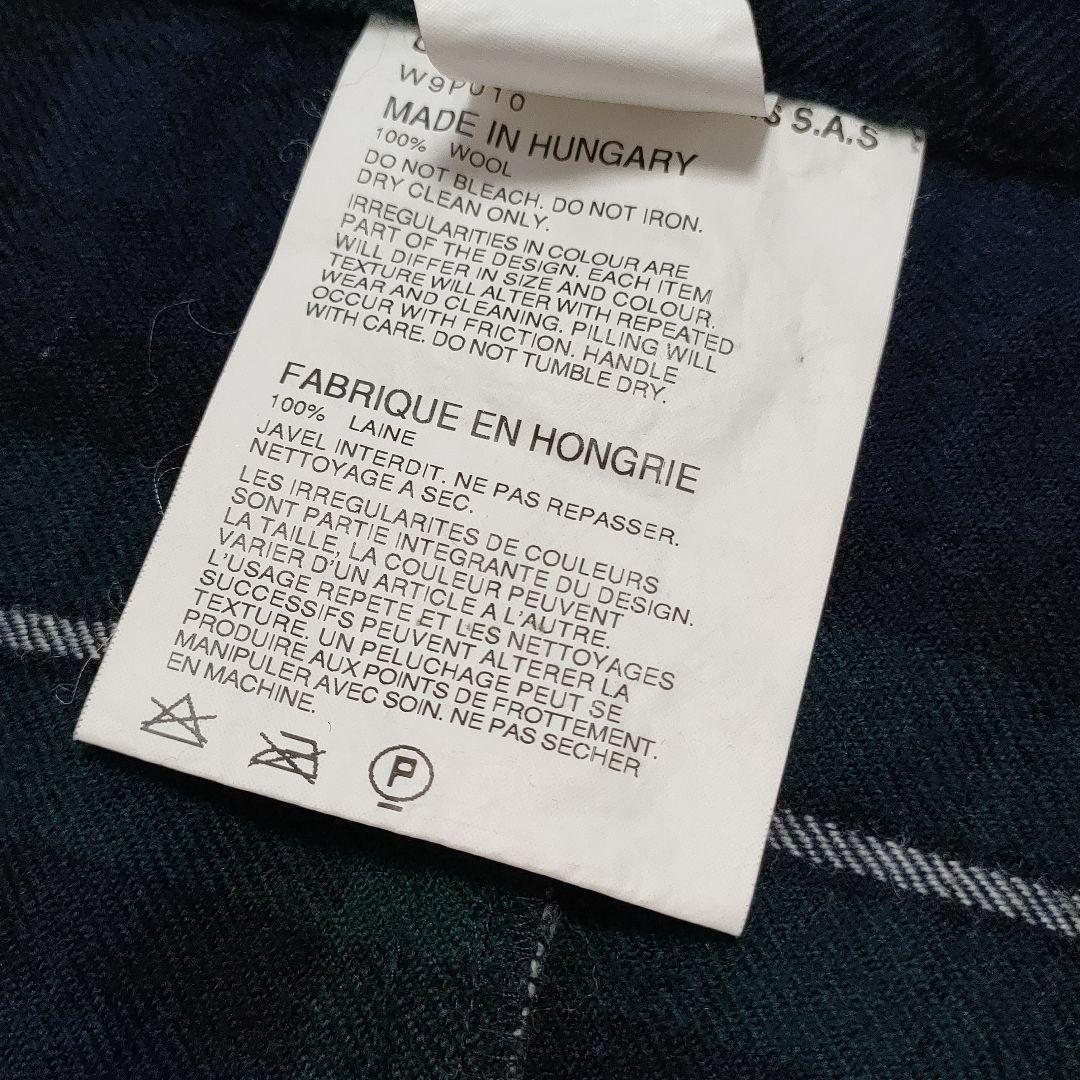 S.A.S
W9PU10
MADE IN HUNGARY
100% WOOL
DO NOT BLEACH. DO NOT IRON.
DRY CLEAN ONLY.
IRREGULARITIES IN COLOUR ARE
PART OF THE DESIGN. EACH ITEM
WILL DIFFER IN SIZE AND COLOUR.
TEXTURE WILL ALTER WITH REPEATED
WEAR AND CLEANING. PILLING WILL
OCCUR WITH FRICTION. HANDLE
WITH CARE. DO NOT TUMBLE DRY.
FABRIQUE EN HONGRIE
100% LAINE
JAVEL INTERDIT. NE PAS REPASSER.
NETTOYAGE A SEC.
LES IRREGULARITES DE COULEURS
SONT PARTIE INTEGRANTE DU DESIGN.
LA TAILLE, LA COULEUR PEUVENT
VARIER D'UN ARTICLE A L'AUTRE.
L'USAGE REPETE ET LES NETTOYAGES
SUCCESSIFS PEUVENT ALTERER LA
TEXTURE. UN PELUCHAGE PEUT SE
PRODUIRE AUX POINTS DE FROTTEMENT.
MANIPULER AVEC SOIN. NE PAS SECHER
EN MACHINE.
P